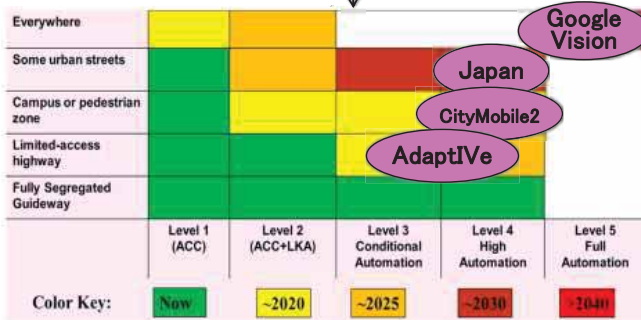 Everywhere
Google
Vision
Some urban streets
Japan
Campus or pedestrian
zone
CityMobile2
Limited-access
highway
AdaptIVe
Fully Segregated
Guideway
Level 1
(ACC)
Level 2
(ACC+LKA)
Level 3
Conditional
Automation
Level 4
High
Automation
Level 5
Full
Automation
Color Key:
Now
~2020
~2025
~2030
>2040